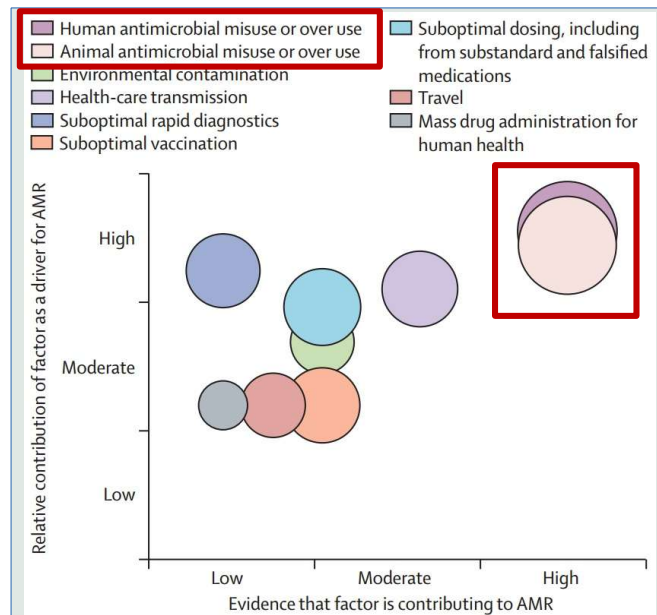 Human antimicrobial misuse or over use
Animal antimicrobial misuse or over use
Environmental contamination
Health-care transmission
Suboptimal rapid diagnostics
Suboptimal vaccination
Suboptimal dosing, including
from substandard and falsified
medications
Travel
Mass drug administration for
human health
Relative contribution of factor as a driver for AMR
High
Moderate
Low
Low
Moderate
High
Evidence that factor is contributing to AMR